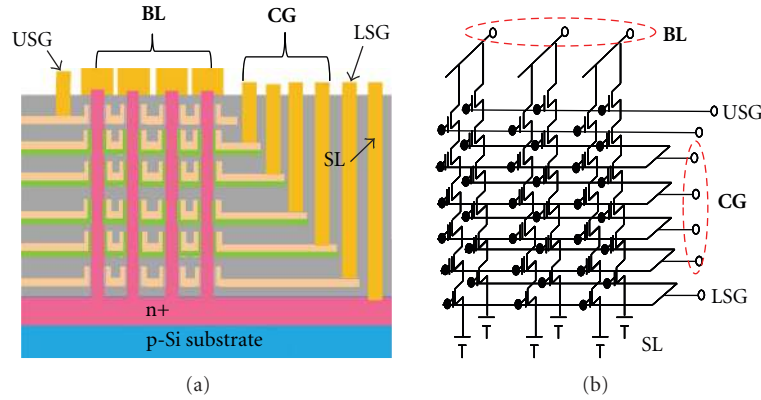 BL
CG
USG
LSG
SL
n+
p-Si substrate
(a)
BL
USG
CG
LSG
SL
(b)